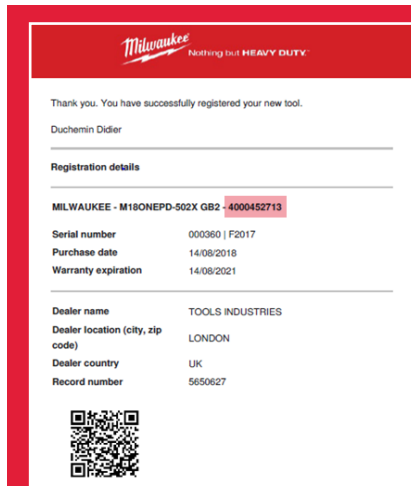 Milwaukee
Nothing but HEAVY DUTY.™
Thank you. You have successfully registered your new tool.
Duchemin Didier
Registration details
MILWAUKEE - M18ONEPD-502X GB2 - 4000452713
Serial number 000360 | F2017
Purchase date 14/08/2018
Warranty expiration 14/08/2021
Dealer name TOOLS INDUSTRIES
Dealer location (city, zip
code) LONDON
Dealer country UK
Record number 5650627